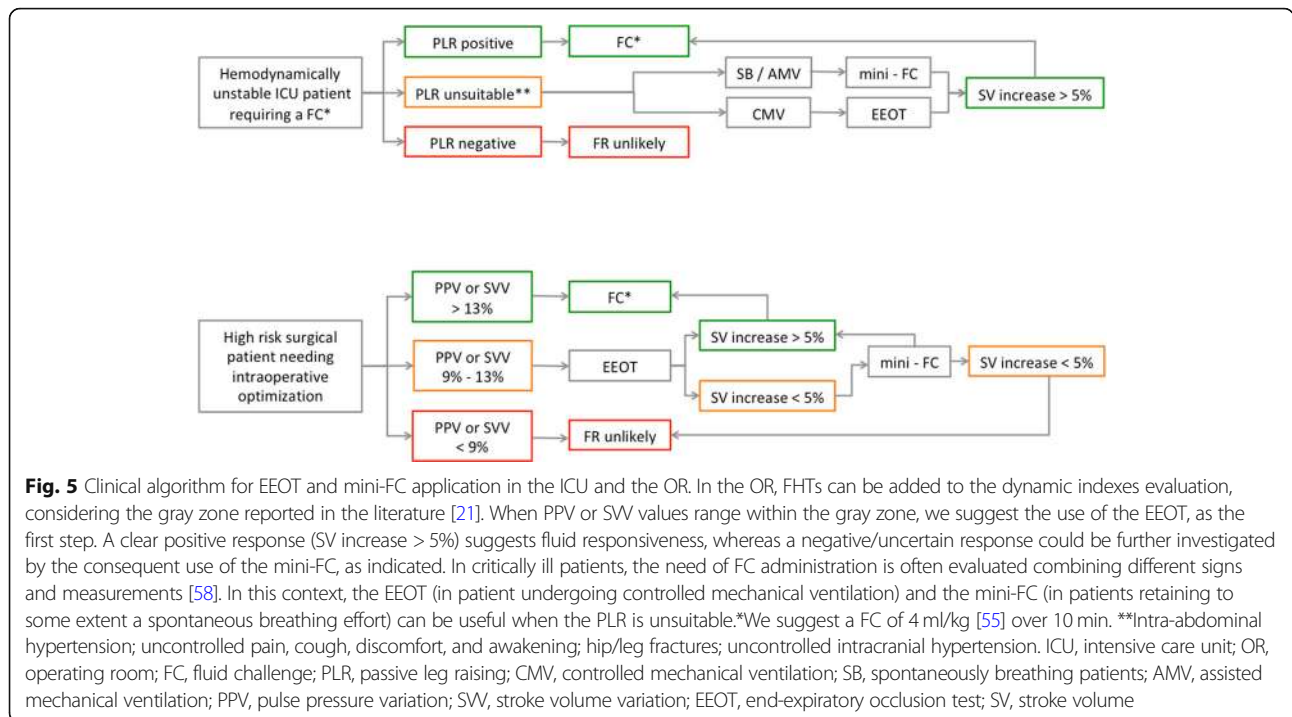 PLR positive
FC*
Hemodynamically
unstable ICU patient
requiring a FC*
PLR unsuitable**
SB / AMV
mini - FC
SV increase > 5%
CMV
EEOT
PLR negative
FR unlikely
PPV or SVV
> 13%
FC*
High risk surgical
patient needing
intraoperative
optimization
PPV or SVV
9% - 13%
EEOT
SV increase > 5%
SV increase < 5%
mini - FC
SV increase < 5%
PPV or SVV
< 9%
FR unlikely
Fig. 5 Clinical algorithm for EEOT and mini-FC application in the ICU and the OR. In the OR, FHTs can be added to the dynamic indexes evaluation,
considering the gray zone reported in the literature [21]. When PPV or SVV values range within the gray zone, we suggest the use of the EEOT, as the
first step. A clear positive response (SV increase > 5%) suggests fluid responsiveness, whereas a negative/uncertain response could be further investigated
by the consequent use of the mini-FC, as indicated. In critically ill patients, the need of FC administration is often evaluated combining different signs
and measurements [58]. In this context, the EEOT (in patient undergoing controlled mechanical ventilation) and the mini-FC (in patients retaining to
some extent a spontaneous breathing effort) can be useful when the PLR is unsuitable.*We suggest a FC of 4 ml/kg [55] over 10 min. **Intra-abdominal
hypertension; uncontrolled pain, cough, discomfort, and awakening; hip/leg fractures; uncontrolled intracranial hypertension. ICU, intensive care unit; OR,
operating room; FC, fluid challenge; PLR, passive leg raising; CMV, controlled mechanical ventilation; SB, spontaneously breathing patients; AMV, assisted
mechanical ventilation; PPV, pulse pressure variation; SVV, stroke volume variation; EEOT, end-expiratory occlusion test; SV, stroke volume